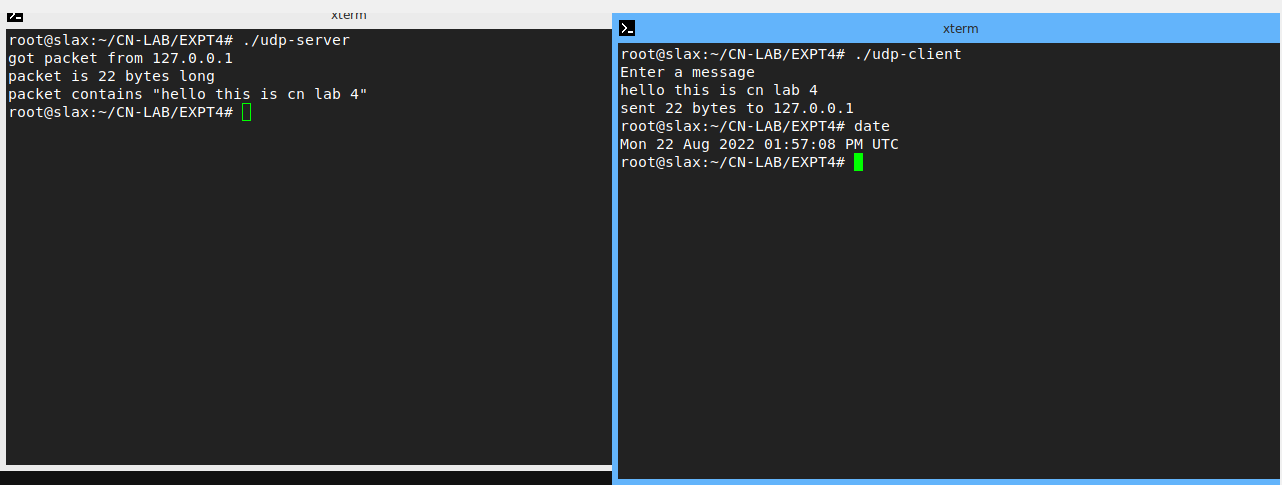 xterm
root@slax:~/CN-LAB/EXPT4# ./udp-server
got packet from 127.0.0.1
packet is 22 bytes long
packet contains "hello this is cn lab 4"
root@slax:~/CN-LAB/EXPT4#
xterm
root@slax:~/CN-LAB/EXPT4# ./udp-client
Enter a message
hello this is cn lab 4
sent 22 bytes to 127.0.0.1
root@slax:~/CN-LAB/EXPT4# date
Mon 22 Aug 2022 01:57:08 PM UTC
root@slax:~/CN-LAB/EXPT4#